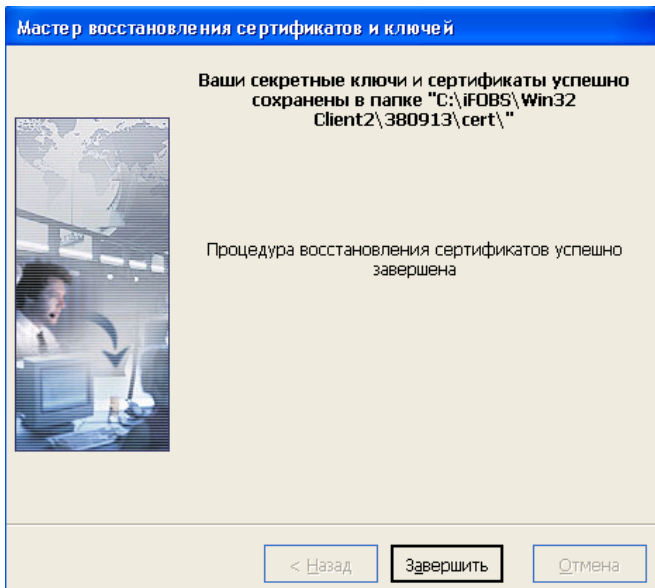 Мастер восстановления сертификатов и ключей
Ваши секретные ключи и сертификаты успешно
сохранены в папке "C:\iFOBS\Win32
Client2\380913\cert\"
Процедура восстановления сертификатов успешно
завершена
< Назад
Завершить
Отмена